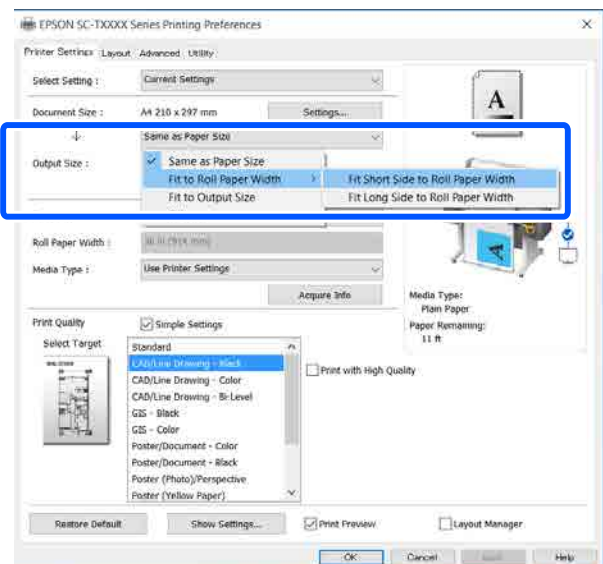 EPSON SC-TXXXX Series Printing Preferences
Printer Settings Layout Advanced Utility
Select Setting : Current Settings
Document Size : A4 210 x 297 mm Settings...
Same as Paper Size
Output Size : Same as Paper Size
Fit to Roll Paper Width Fit Short Side to Roll Paper Width
Fit to Output Size Fit Long Side to Roll Paper Width
Roll Paper Width :
Media Type : Use Printer Settings
Acquire Info
Media Type:
Plain Paper
Paper Remaining:
11 ft
Print Quality Simple Settings
Select Target
Standard
CAD/Line Drawing - Black
CAD/Line Drawing - Color
CAD/Line Drawing - Bi-Level
GIS - Black
GIS - Color
Poster/Document - Color
Poster/Document - Black
Poster (Photo)/Perspective
Poster (Yellow Paper)
Print with High Quality
Restore Default Show Settings... Print Preview Layout Manager
OK Cancel Help
A
A